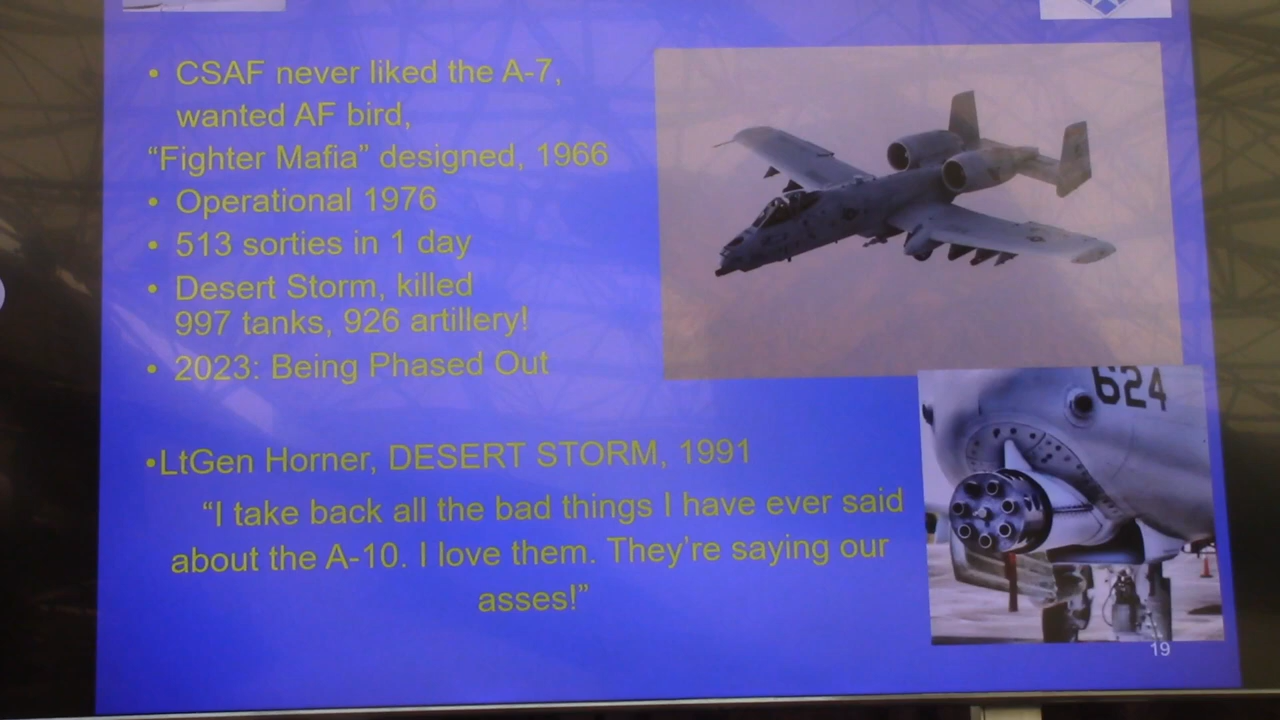 • CSAF never liked the A-7,
wanted AF bird,
“Fighter Mafia” designed, 1966
• Operational 1976
• 513 sorties in 1 day
• Desert Storm, killed
997 tanks, 926 artillery!
• 2023: Being Phased Out
•LtGen Horner, DESERT STORM, 1991
“I take back all the bad things I have ever said
about the A-10. I love them. They’re saying our
asses!”
624
19